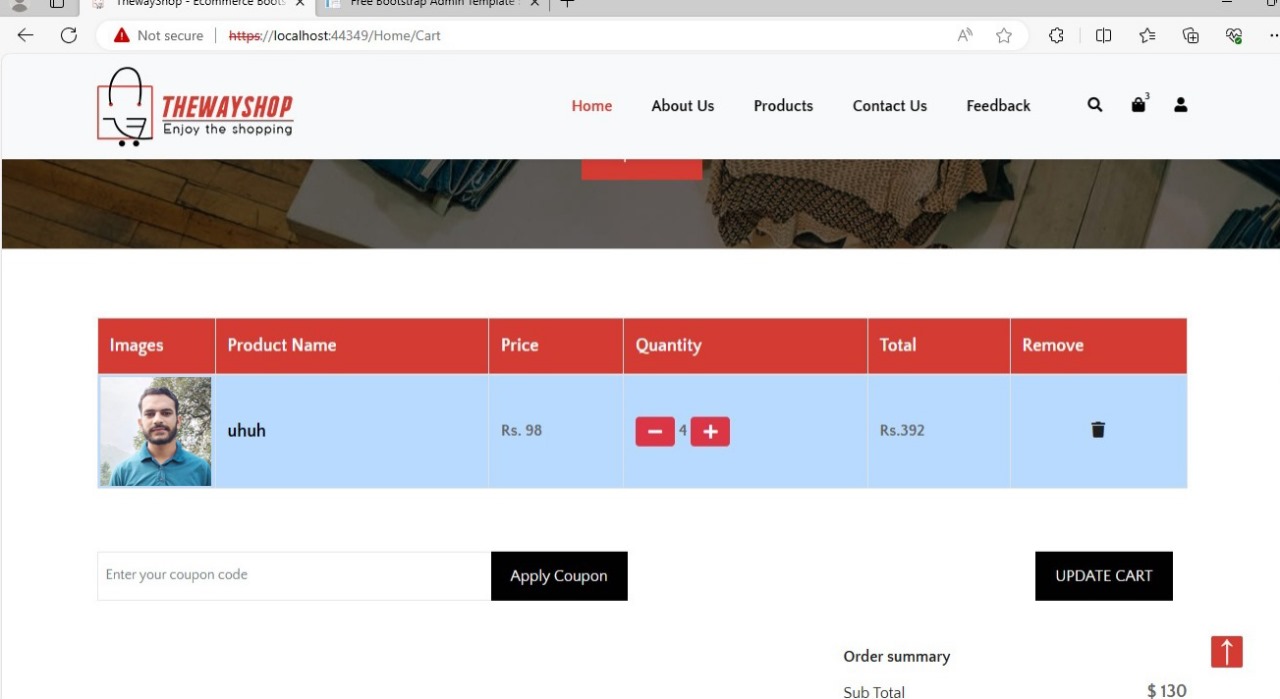 ThewayShop - Ecommerce Boots
Free Bootstrap Admin Template
Not secure | https://localhost:44349/Home/Cart
THEWAYSHOP
Enjoy the shopping
Home About Us Products Contact Us Feedback 3
Images Product Name Price Quantity Total Remove
uhuh Rs. 98 4 Rs.392
Enter your coupon code Apply Coupon UPDATE CART
Order summary
Sub Total $ 130